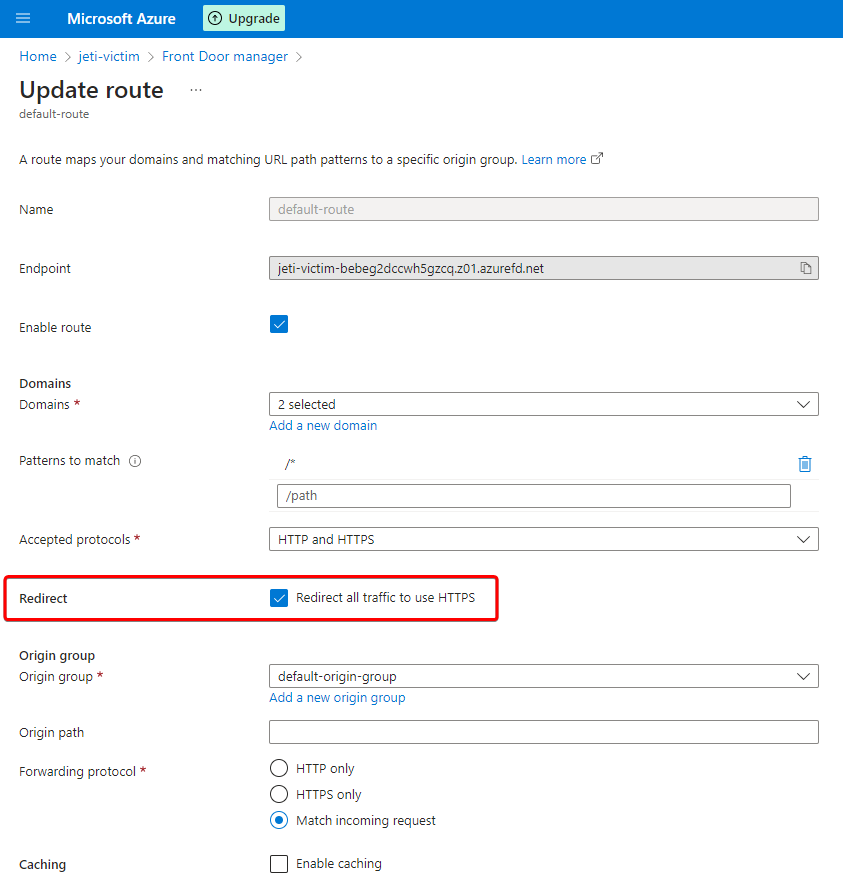 Microsoft Azure Upgrade
Home > jeti-victim > Front Door manager >
Update route ...
default-route
A route maps your domains and matching URL path patterns to a specific origin group. Learn more
Name default-route
Endpoint jeti-victim-bebeg2dccwh5gzcq.z01.azurefd.net
Enable route
Domains
Domains * 2 selected
Add a new domain
Patterns to match /*
/path
Accepted protocols * HTTP and HTTPS
Redirect Redirect all traffic to use HTTPS
Origin group
Origin group * default-origin-group
Add a new origin group
Origin path
Forwarding protocol * HTTP only
HTTPS only
Match incoming request
Caching Enable caching